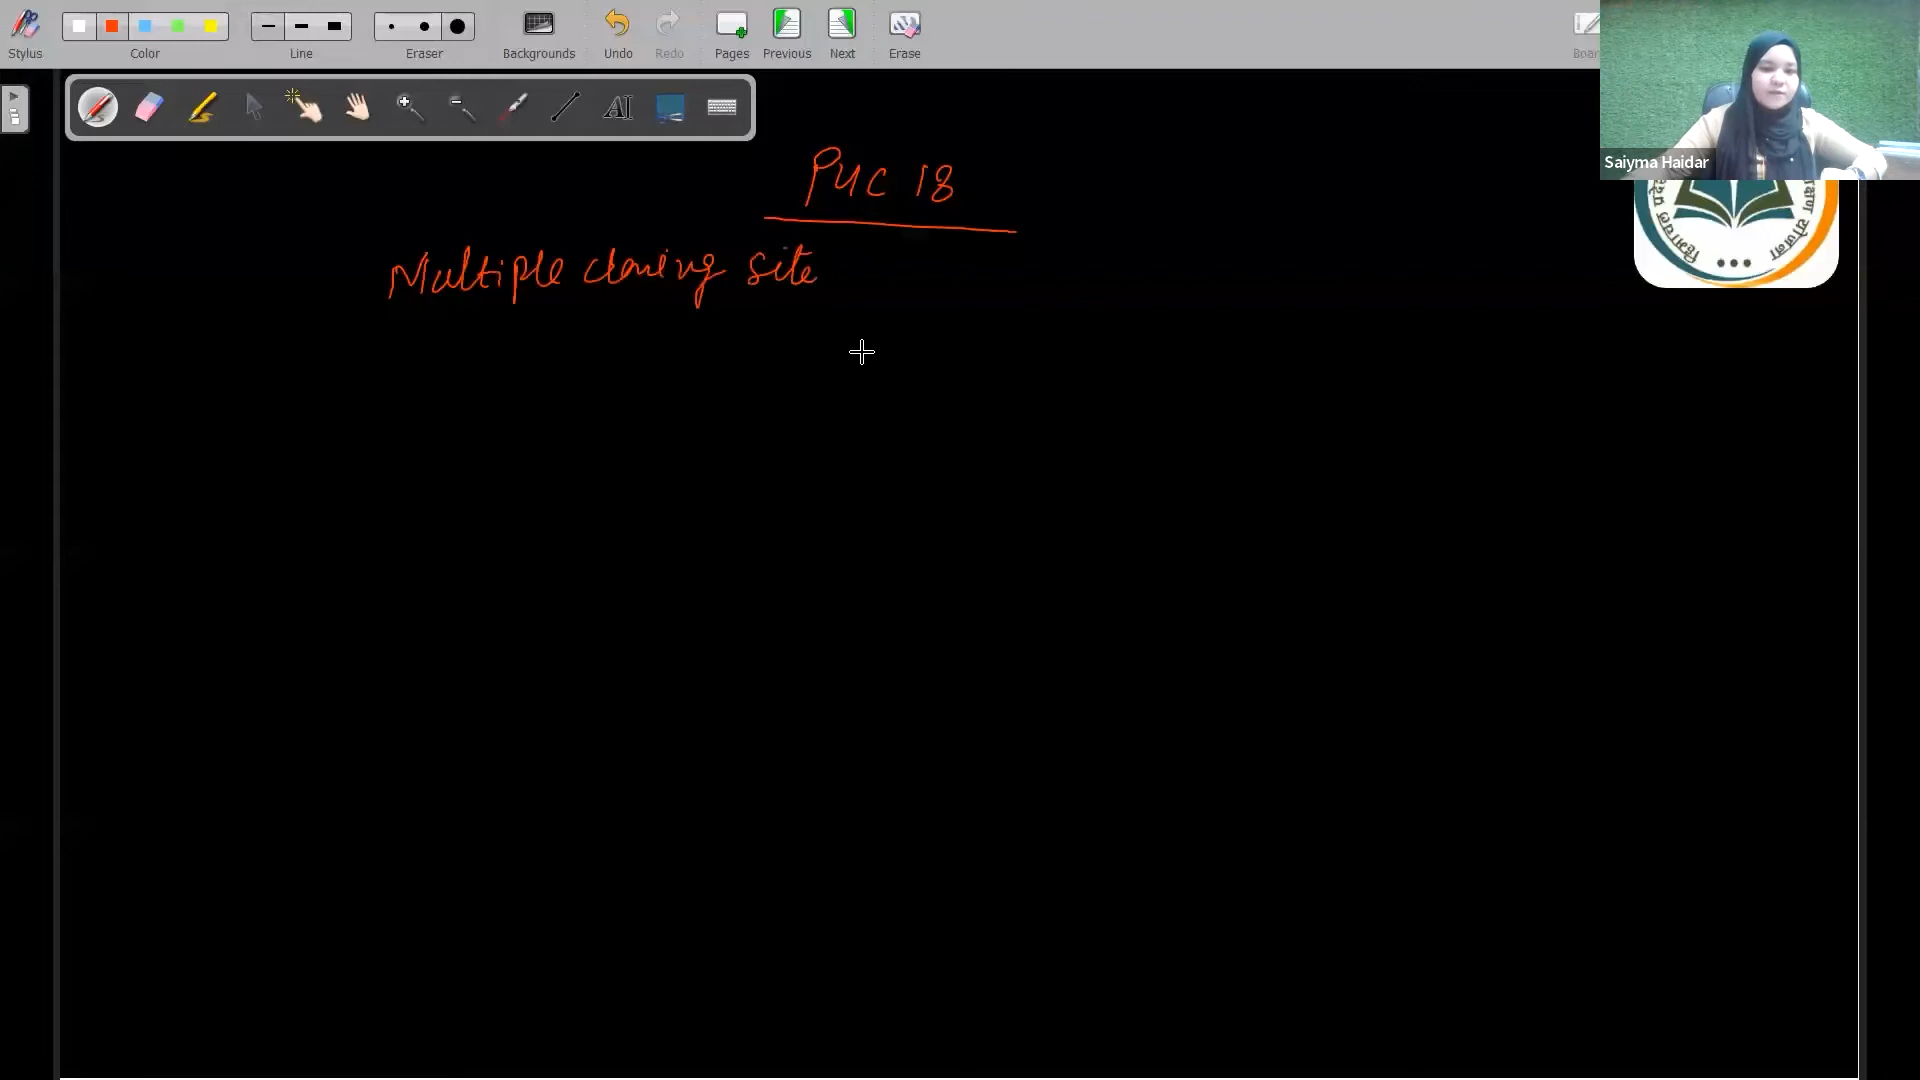 Stylus Color Line Eraser Backgrounds Undo Redo Pages Previous Next Erase
Saiyma Haidar
PUC 18
Multiple cloning site